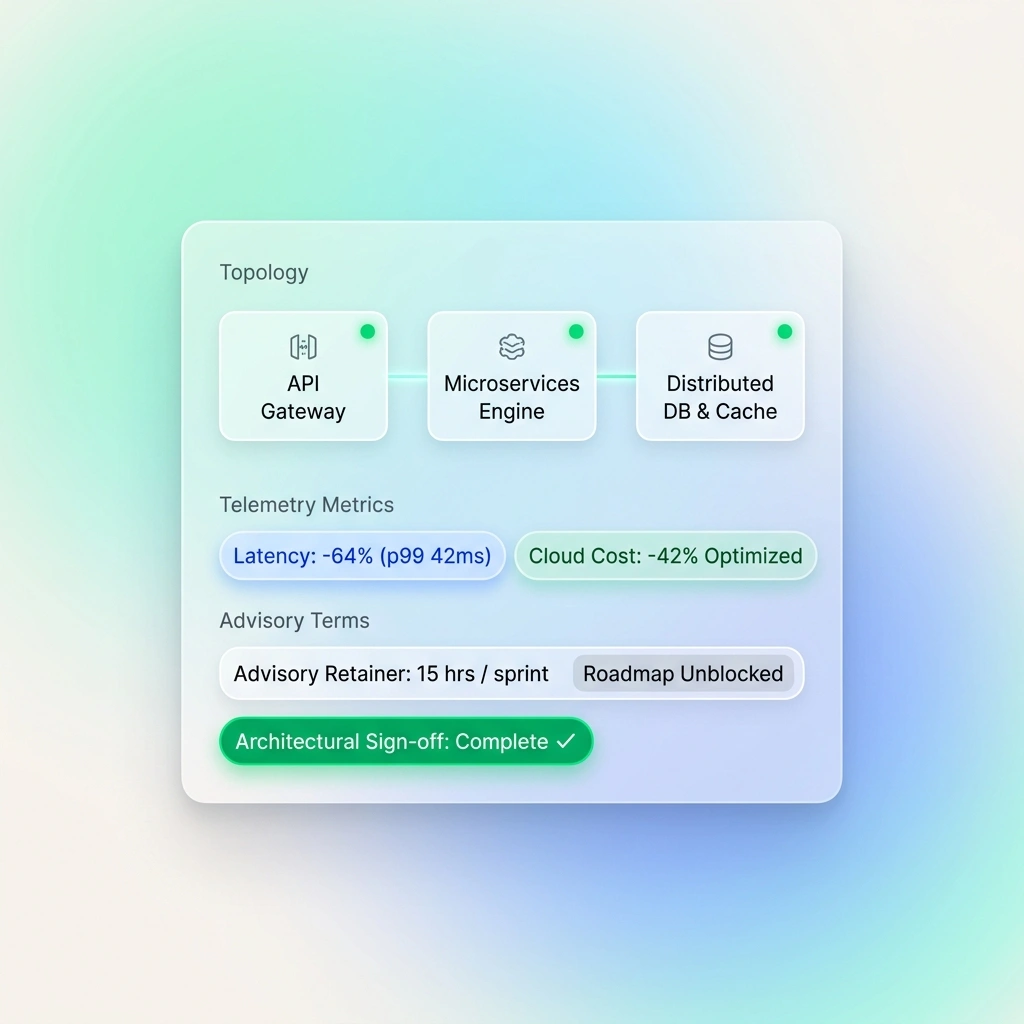 Topology
API
Gateway
Microservices
Engine
Distributed
DB & Cache
Telemetry Metrics
Latency: -64% (p99 42ms)
Cloud Cost: -42% Optimized
Advisory Terms
Advisory Retainer: 15 hrs / sprint
Roadmap Unblocked
Architectural Sign-off: Complete ✓